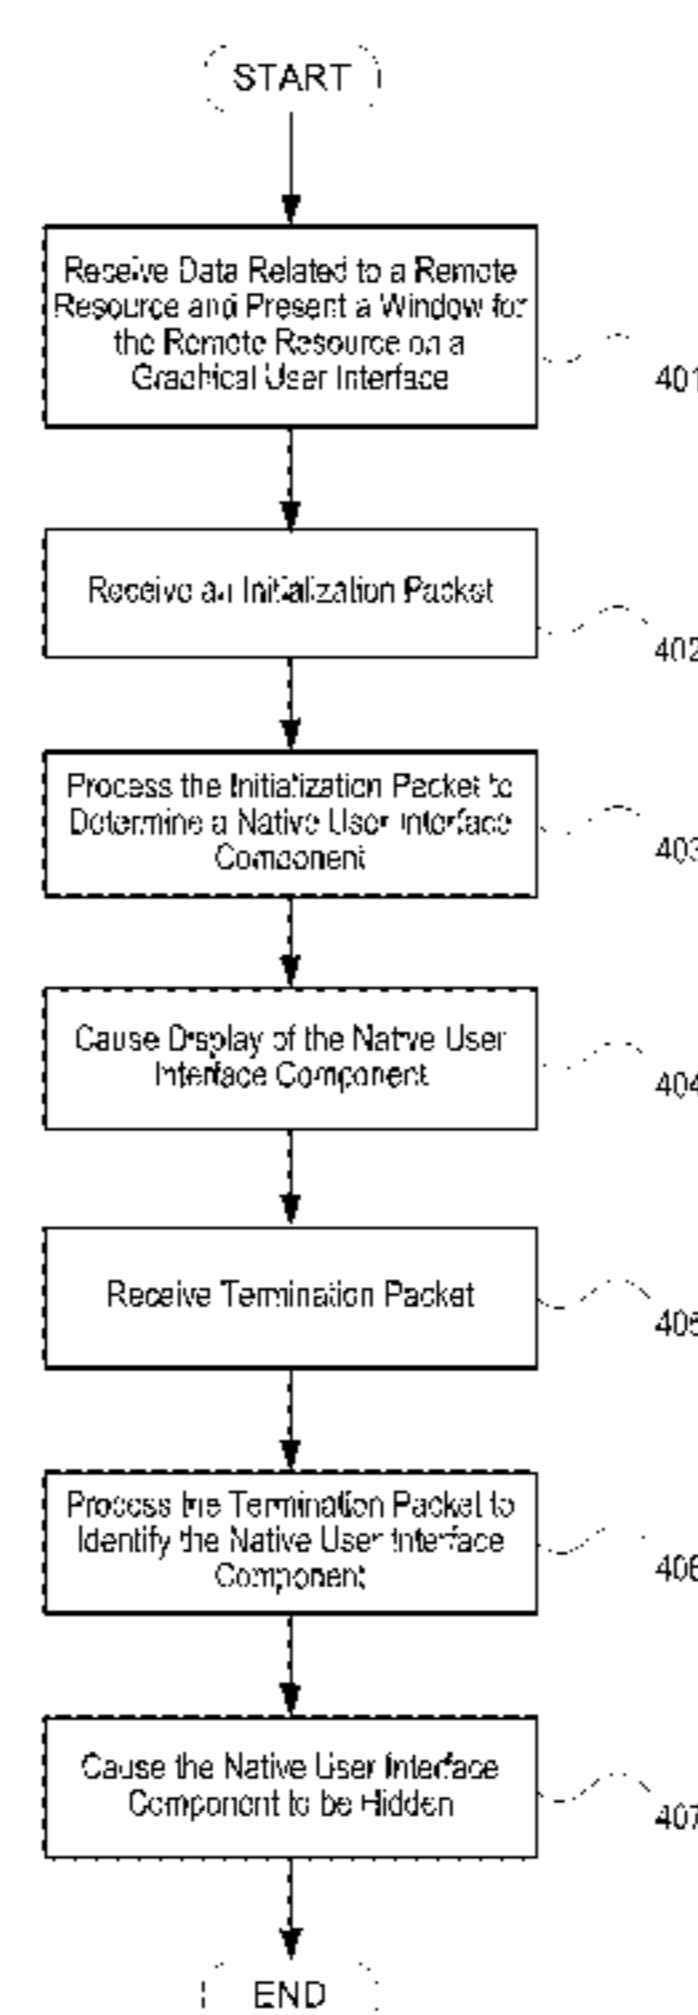 START
Receive Data Related to a Remote
Resource and Present a Window for
the Remote Resource on a
Graphical User Interface
401
Receive an Initialization Packet
402
Process the Initialization Packet to
Determine a Native User Interface
Component
403
Cause Display of the Native User
Interface Component
404
Receive Termination Packet
405
Process the Termination Packet to
Identify the Native User Interface
Component
406
Cause the Native User Interface
Component to be Hidden
407
END